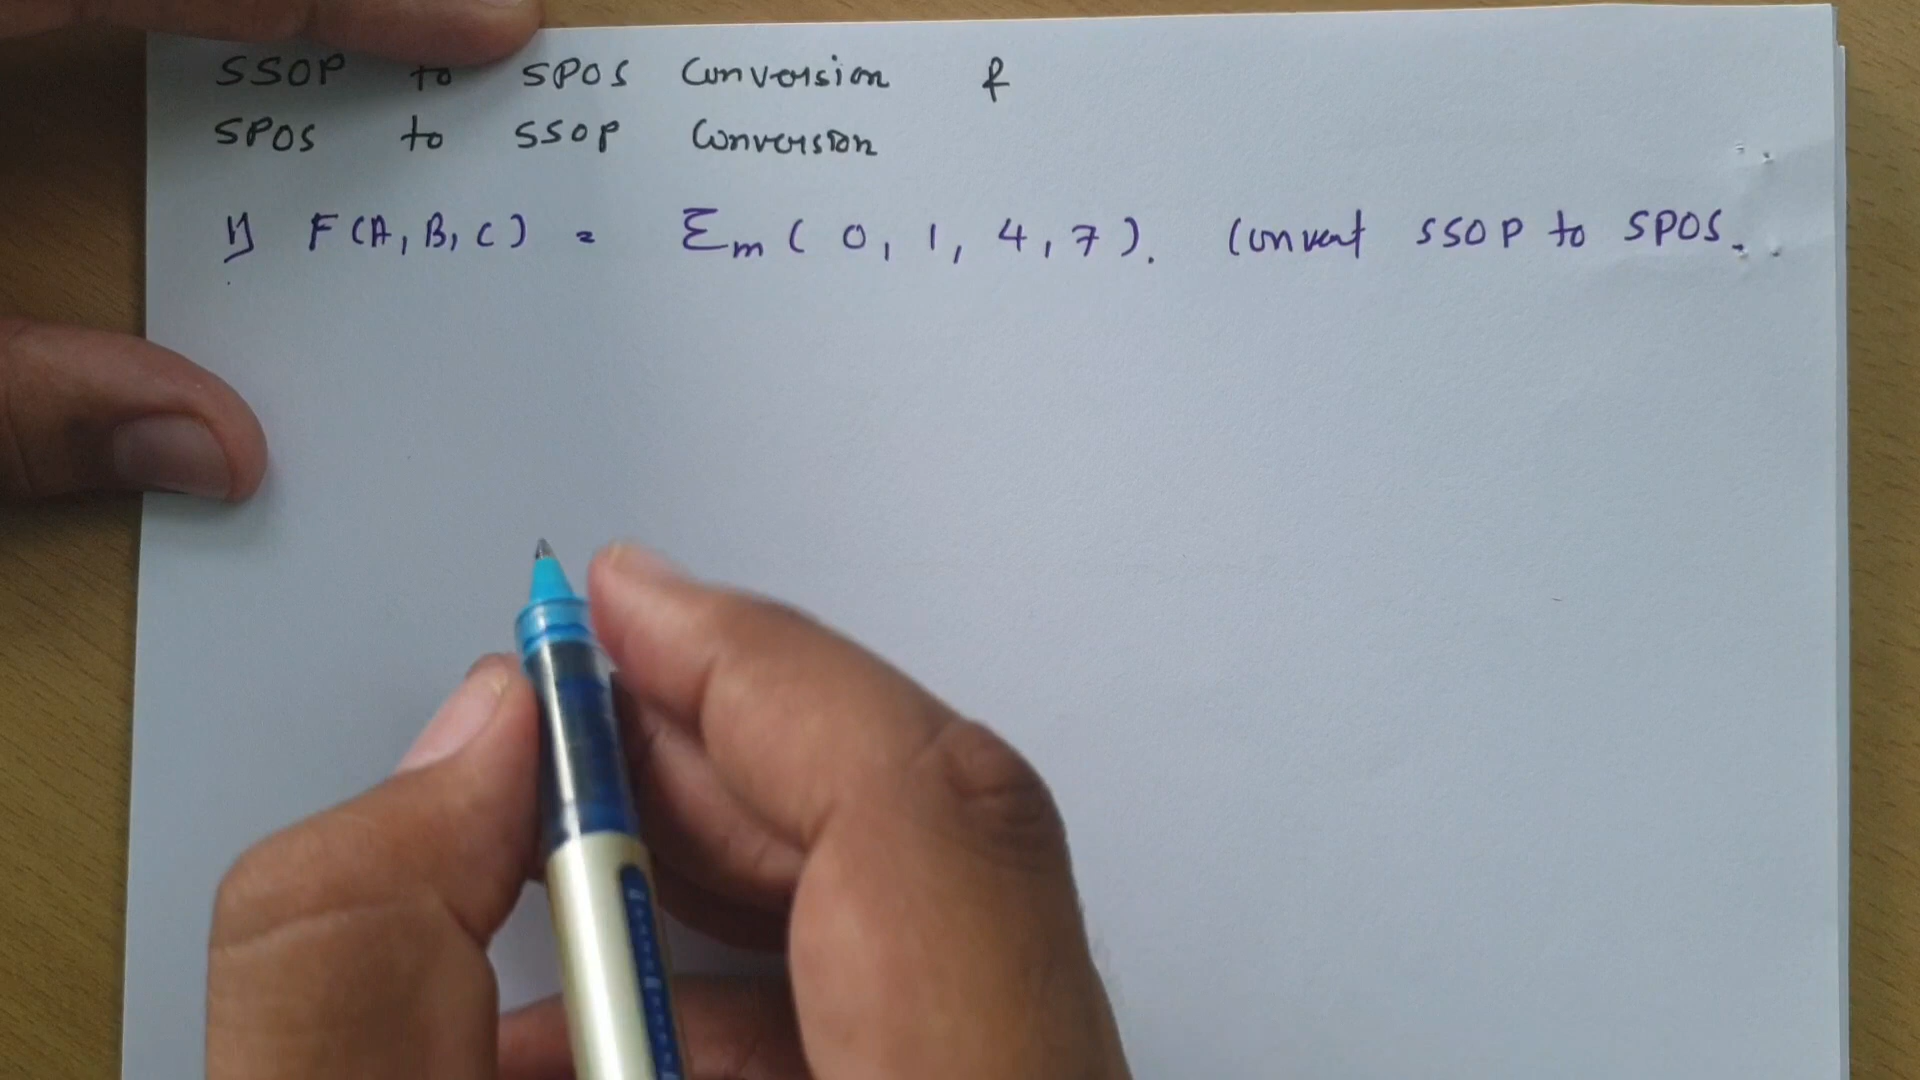 SSOP to SPOS Conversion &
SPOS to SSOP Conversion
1) F(A, B, C) = Σm ( 0, 1, 4, 7 ). Convert SSOP to SPOS.